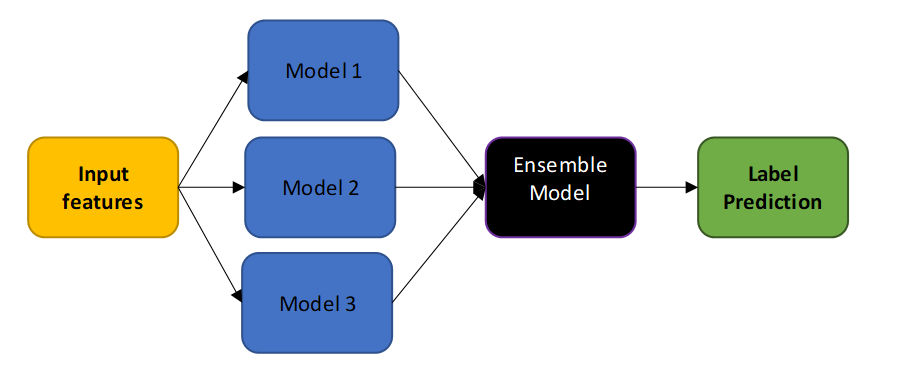 Input
features
Model 1
Model 2
Model 3
Ensemble
Model
Label
Prediction